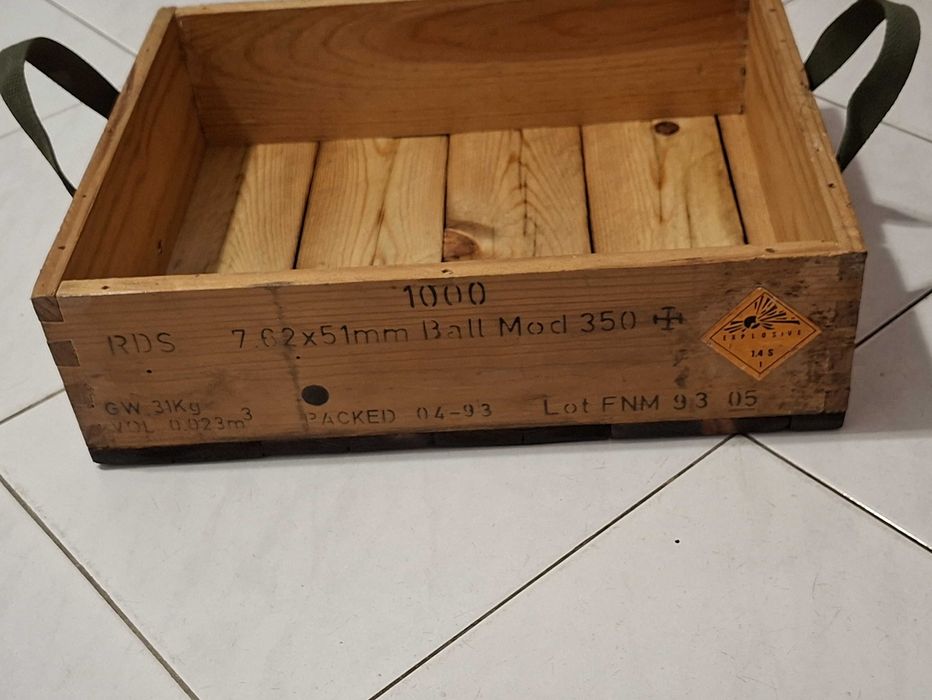 1000
RDS 7.62x51mm Ball Mod 350
EXPLOSIVE
1.4 S
1
GW 31Kg
VOL 0.023m³
PACKED 04-93 Lot FNM 93 05